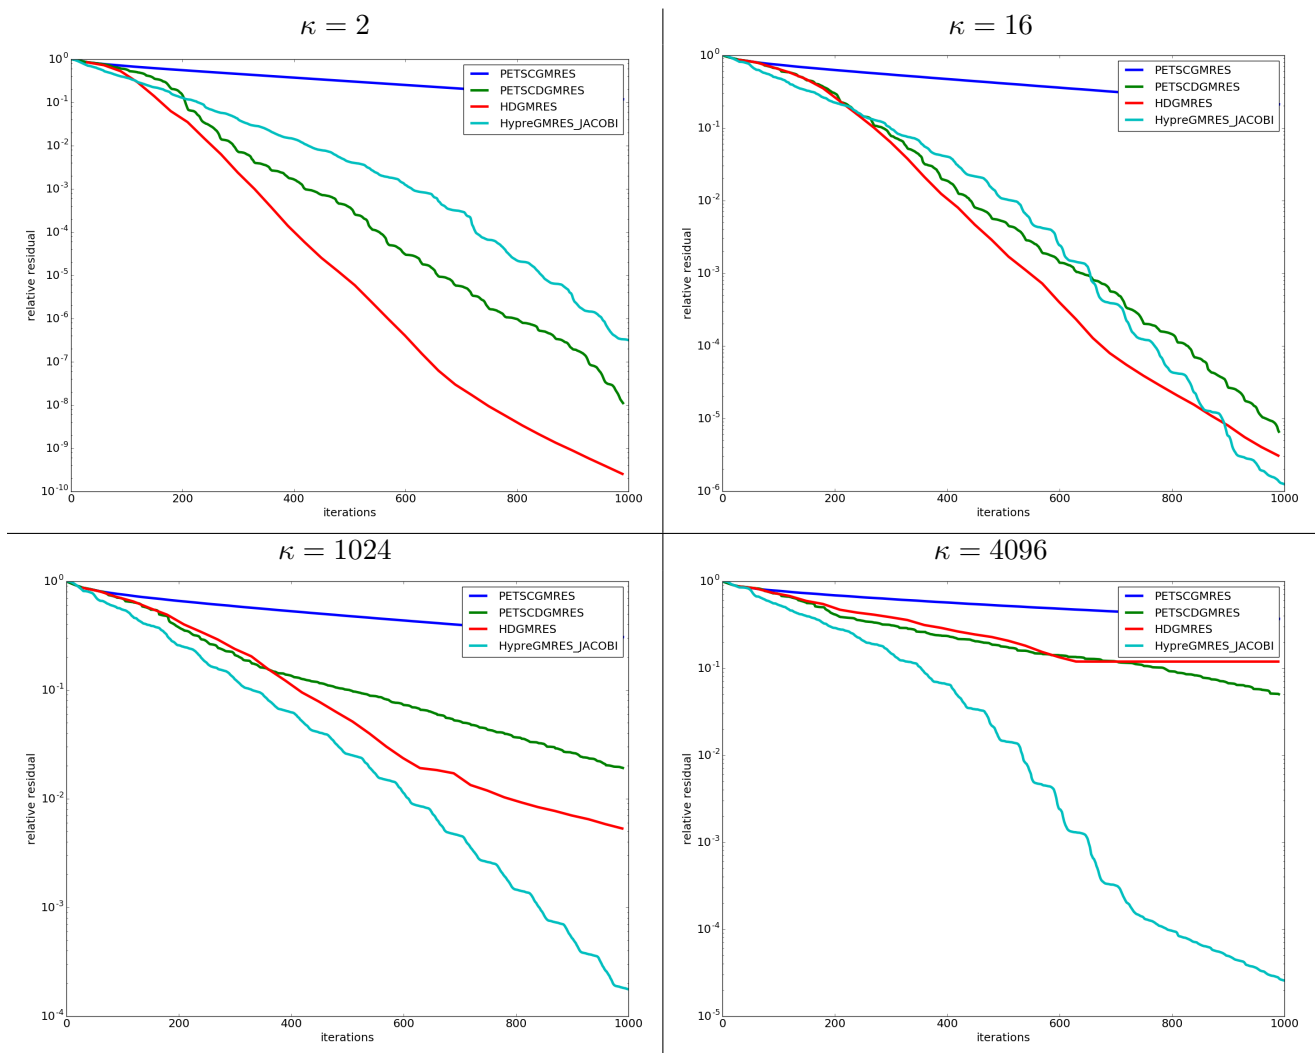 κ = 2
10^0
10^-1
10^-2
10^-3
10^-4
10^-5
10^-6
10^-7
10^-8
10^-9
10^-10
relative residual
PETSCGMRES
PETSCDGMRES
HDGMRES
HypreGMRES_JACOBI
0 200 400 600 800 1000
iterations
κ = 16
10^0
10^-1
10^-2
10^-3
10^-4
10^-5
10^-6
relative residual
PETSCGMRES
PETSCDGMRES
HDGMRES
HypreGMRES_JACOBI
0 200 400 600 800 1000
iterations
κ = 1024
10^0
10^-1
10^-2
10^-3
10^-4
relative residual
PETSCGMRES
PETSCDGMRES
HDGMRES
HypreGMRES_JACOBI
0 200 400 600 800 1000
iterations
κ = 4096
10^0
10^-1
10^-2
10^-3
10^-4
10^-5
relative residual
PETSCGMRES
PETSCDGMRES
HDGMRES
HypreGMRES_JACOBI
0 200 400 600 800 1000
iterations